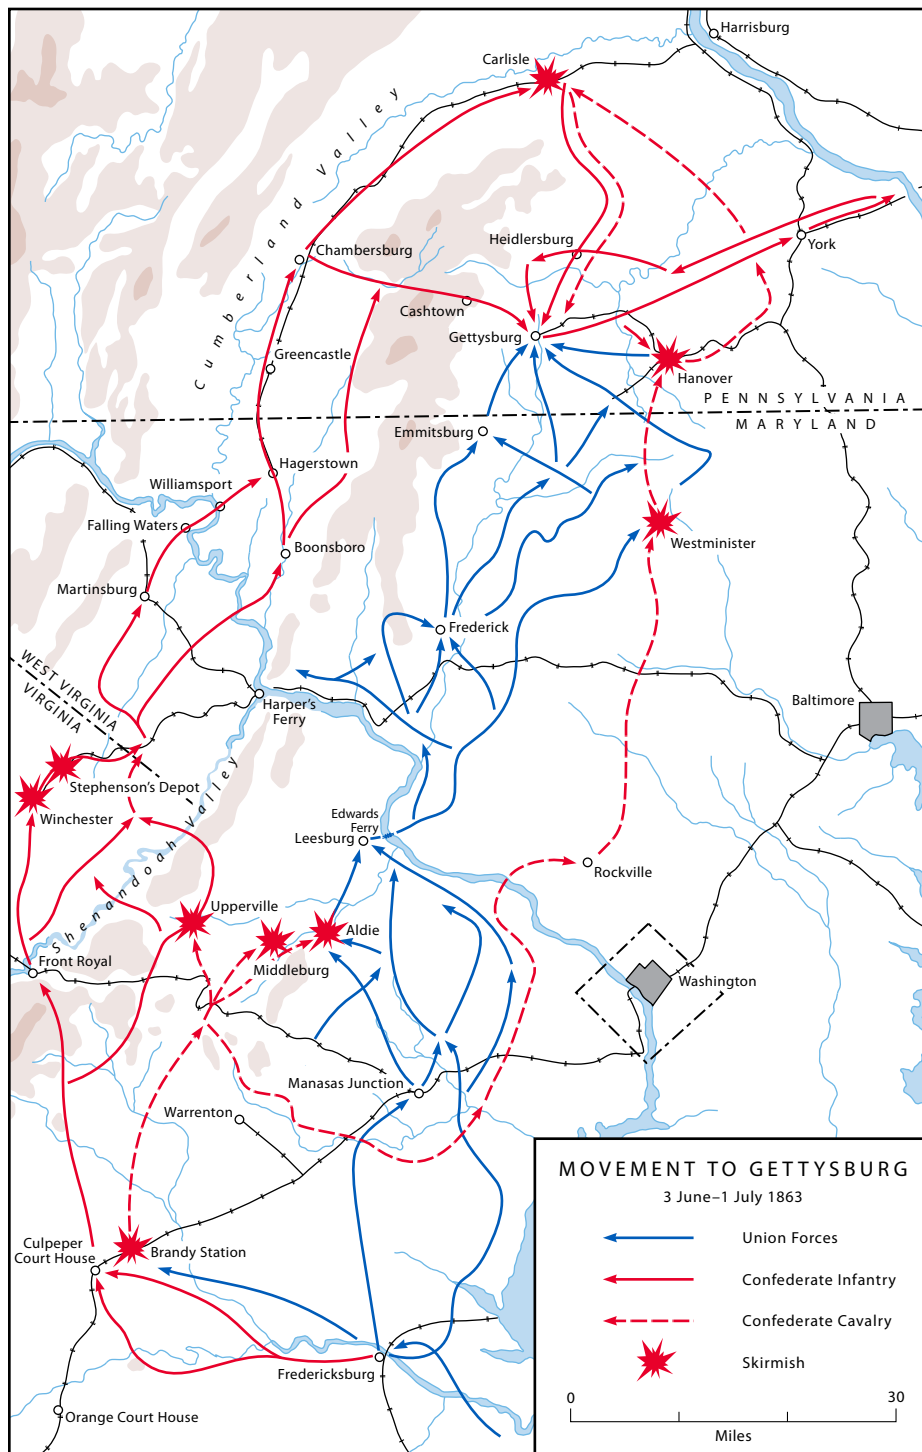 Harrisburg
Carlisle
Cumberland Valley
Chambersburg
Heidlersburg
York
Cashtown
Gettysburg
Greencastle
Hanover
PENNSYLVANIA
MARYLAND
Emmitsburg
Hagerstown
Williamsport
Falling Waters
Westminister
Boonsboro
Martinsburg
Frederick
WEST VIRGINIA
VIRGINIA
Harper's
Ferry
Baltimore
Stephenson's Depot
Winchester
Edwards
Ferry
Leesburg
Rockville
Shenandoah Valley
Upperville
Aldie
Middleburg
Front Royal
Washington
Manasas Junction
Warrenton
Culpeper
Court House
Brandy Station
Fredericksburg
Orange Court House
MOVEMENT TO GETTYSBURG
3 June–1 July 1863
Union Forces
Confederate Infantry
Confederate Cavalry
Skirmish
0 30
Miles